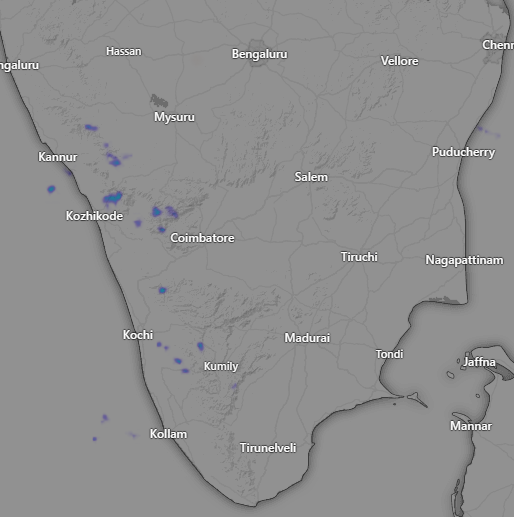 Hassan
Bengaluru
Chenn
Vellore
ngaluru
Mysuru
Kannur
Puducherry
Salem
Kozhikode
Coimbatore
Tiruchi
Nagapattinam
Kochi
Madurai
Tondi
Jaffna
Kumily
Mannar
Kollam
Tirunelveli